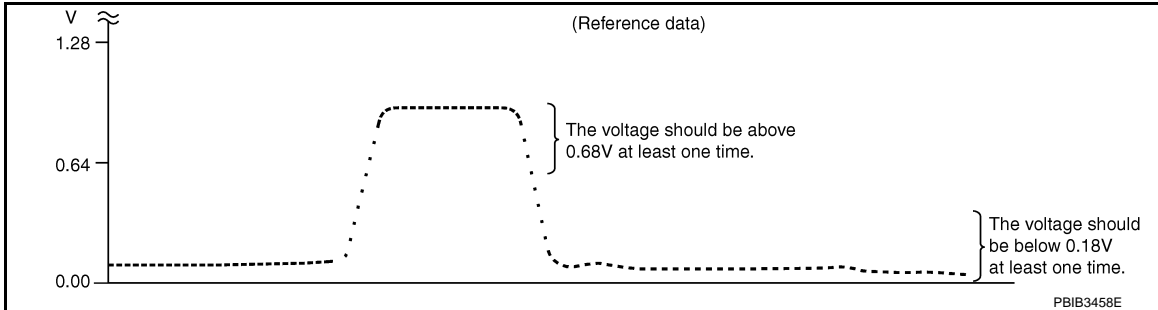 V
(Reference data)
1.28
The voltage should be above
0.68V at least one time.
0.64
The voltage should
be below 0.18V
at least one time.
0.00
PBIB3458E